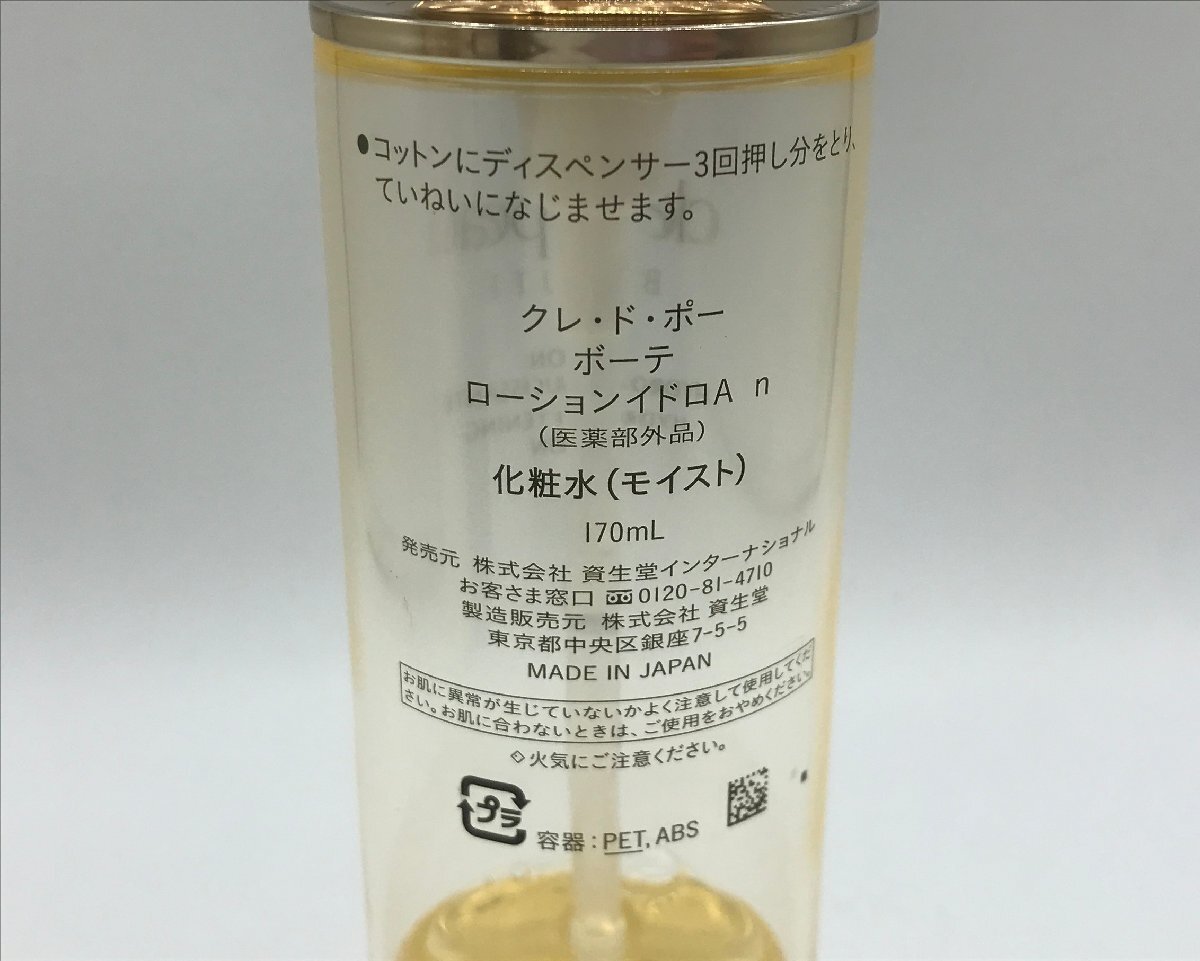 ●コットンにディスペンサー3回押し分をとり、
ていねいになじませます。
クレ・ド・ポー
ボーテ
ローションイドロA n
（医薬部外品）
化粧水(モイスト)
170mL
発売元 株式会社 資生堂インターナショナル
お客さま窓口 0120-81-4710
製造販売元 株式会社 資生堂
東京都中央区銀座7-5-5
MADE IN JAPAN
お肌に異常が生じていないかよく注意して使用してくだ
さい。お肌に合わないときは、ご使用をおやめください。
◇火気にご注意ください。
プラ
容器：PET, ABS